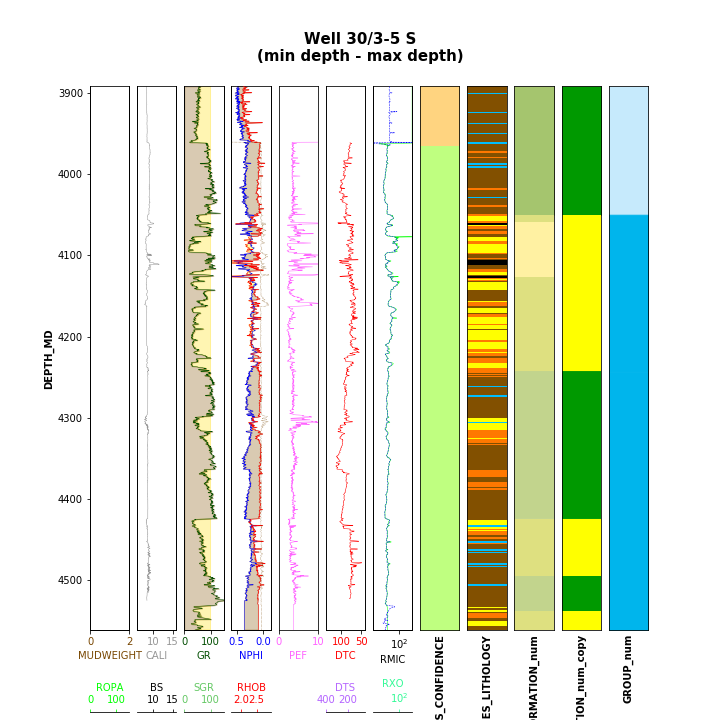 Well 30/3-5 S
(min depth - max depth)
3900
4000
4100
4200
4300
4400
4500
DEPTH_MD
0 2
MUDWEIGHT
10 15
CALI
0 100
GR
0.5 0.0
NPHI
0 10
PEF
100 50
DTC
10²
RMIC
ROPA
0 100
BS
10 15
SGR
0 100
RHOB
2.02.5
DTS
400 200
RXO
10²
S_CONFIDENCE
ES_LITHOLOGY
RMATION_num
TION_num_copy
GROUP_num